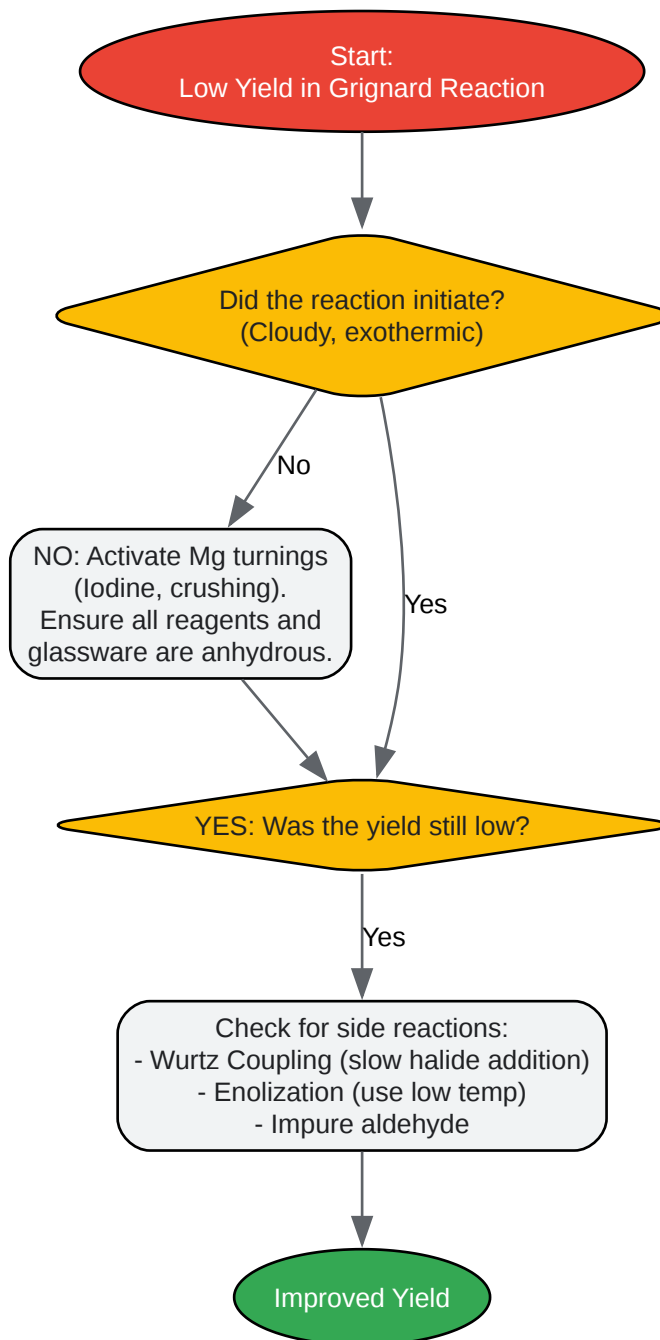 Start:
Low Yield in Grignard Reaction
Did the reaction initiate?
(Cloudy, exothermic)
No
Yes
NO: Activate Mg turnings
(Iodine, crushing).
Ensure all reagents and
glassware are anhydrous.
YES: Was the yield still low?
Yes
Check for side reactions:
- Wurtz Coupling (slow halide addition)
- Enolization (use low temp)
- Impure aldehyde
Improved Yield